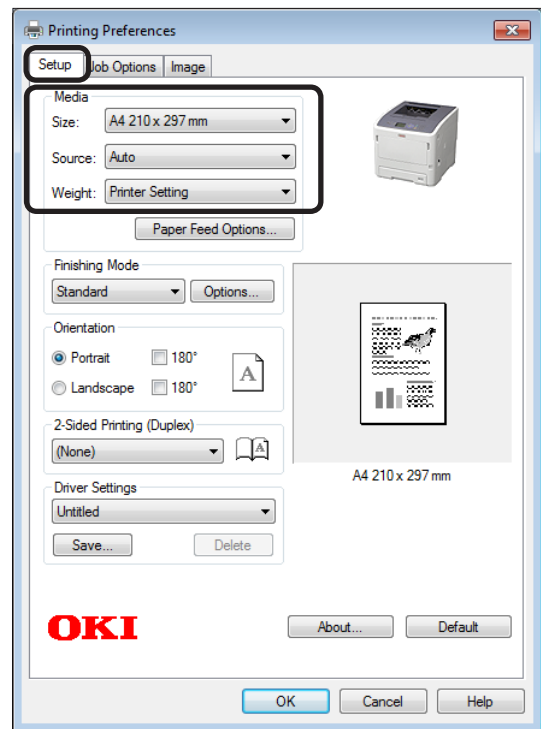 Printing Preferences
Setup Job Options Image
Media
Size: A4 210 x 297 mm
Source: Auto
Weight: Printer Setting
Paper Feed Options...
Finishing Mode
Standard Options...
Orientation
Portrait 180°
Landscape 180°
A
2-Sided Printing (Duplex)
(None)
A
A4 210 x 297 mm
Driver Settings
Untitled
Save... Delete
OKI
About... Default
OK Cancel Help